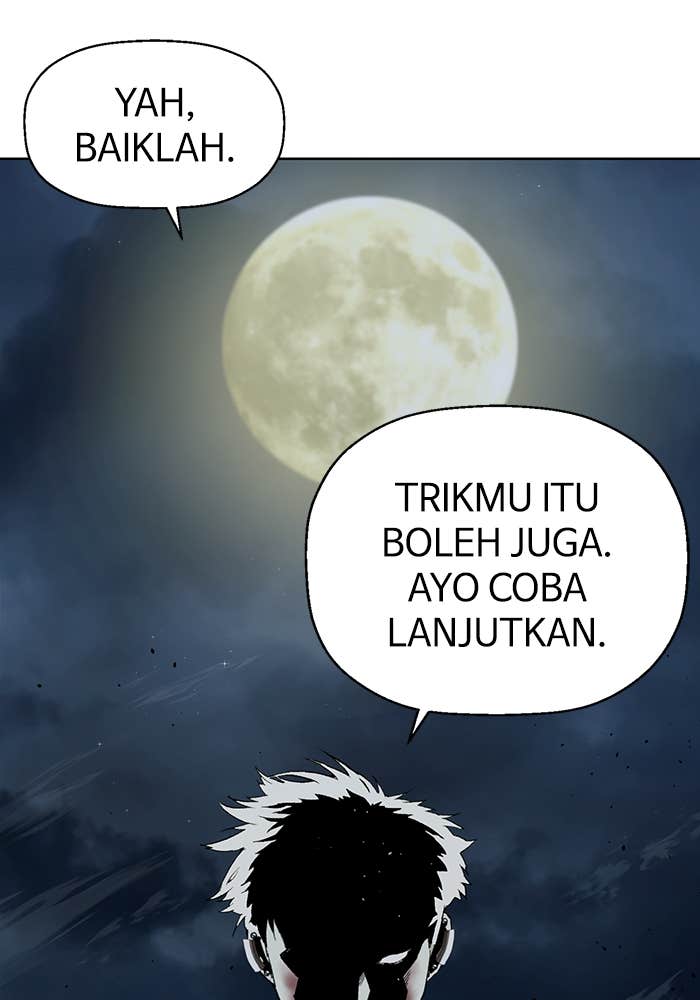 YAH,
BAIKLAH.
TRIKMU ITU
BOLEH JUGA.
AYO COBA
LANJUTKAN.